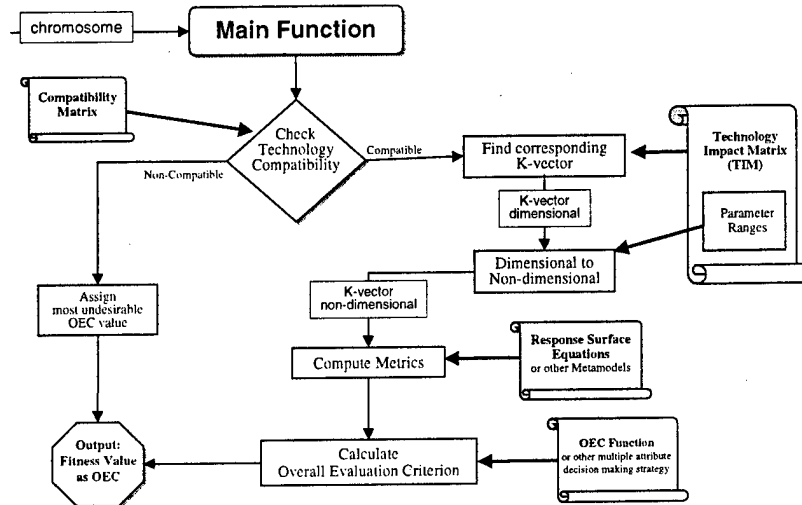 chromosome
Main Function
Compatibility
Matrix
Check
Technology
Compatibility
Compatible
Non-Compatible
Find corresponding
K-vector
Technology
Impact Matrix
(TIM)
Parameter
Ranges
K-vector
dimensional
Dimensional to
Non-dimensional
K-vector
non-dimensional
Assign
most undesirable
OEC value
Compute Metrics
Response Surface
Equations
or other Metamodels
Output:
Fitness Value
as OEC
Calculate
Overall Evaluation Criterion
OEC Function
or other multiple attribute
decision making strategy